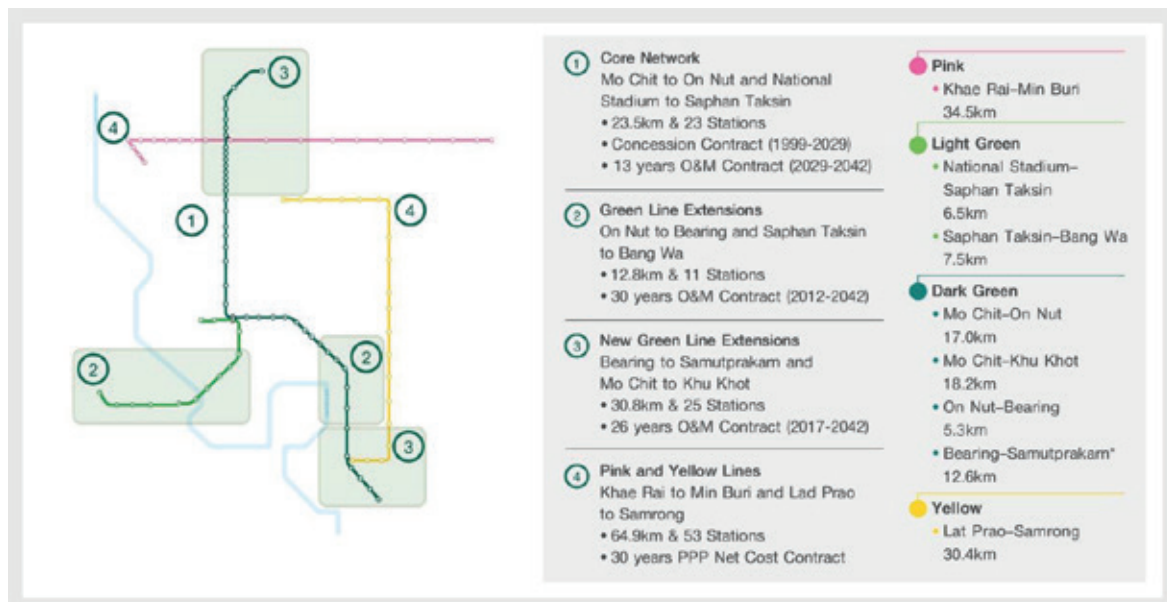 3
4
1
4
2
2
3
1
Core Network
Mo Chit to On Nut and National
Stadium to Saphan Taksin
• 23.5km & 23 Stations
• Concession Contract (1999-2029)
• 13 years O&M Contract (2029-2042)
2
Green Line Extensions
On Nut to Bearing and Saphan Taksin
to Bang Wa
• 12.8km & 11 Stations
• 30 years O&M Contract (2012-2042)
3
New Green Line Extensions
Bearing to Samutprakarn and
Mo Chit to Khu Khot
• 30.8km & 25 Stations
• 26 years O&M Contract (2017-2042)
4
Pink and Yellow Lines
Khae Rai to Min Buri and Lad Prao
to Samrong
• 64.9km & 53 Stations
• 30 years PPP Net Cost Contract
Pink
• Khae Rai–Min Buri
34.5km
Light Green
• National Stadium–
Saphan Taksin
6.5km
• Saphan Taksin–Bang Wa
7.5km
Dark Green
• Mo Chit–On Nut
17.0km
• Mo Chit–Khu Khot
18.2km
• On Nut–Bearing
5.3km
• Bearing–Samutprakarn*
12.6km
Yellow
• Lat Prao–Samrong
30.4km